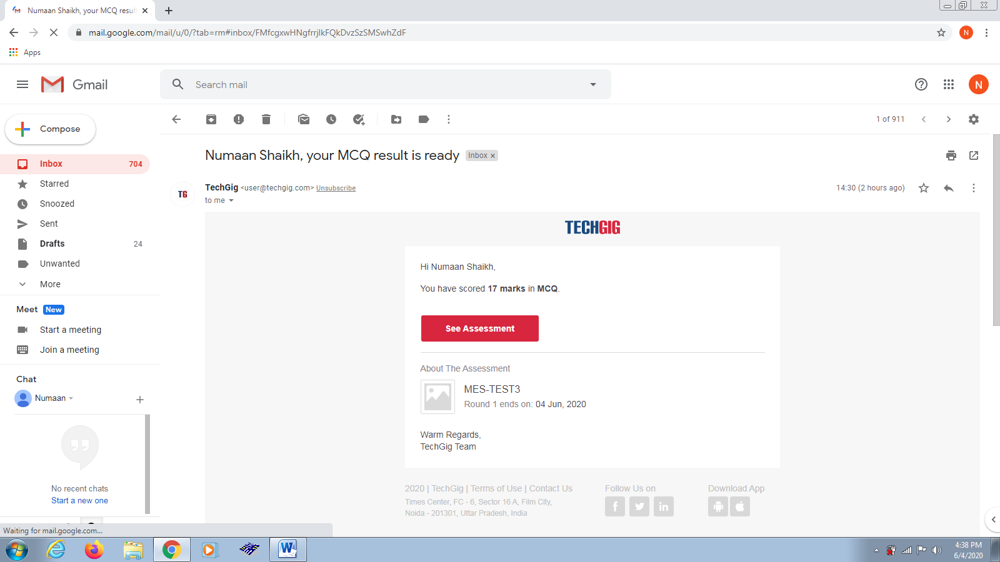 Numaan Shaikh, your MCQ resul
mail.google.com/mail/u/0/?tab=rm#inbox/FMfcgxwHNgfrrjlkFQkDvzSzSMSwhZdF
N
Apps
Gmail
Search mail
N
Compose
1 of 911
Numaan Shaikh, your MCQ result is ready
Inbox x
Inbox 704
Starred
Snoozed
Sent
Drafts 24
Unwanted
More
TG
TechGig <user@techgig.com> Unsubscribe
14:30 (2 hours ago)
to me
TECHGIG
Hi Numaan Shaikh,
You have scored 17 marks in MCQ.
See Assessment
About The Assessment
MES-TEST3
Round 1 ends on: 04 Jun, 2020
Warm Regards,
TechGig Team
Meet New
Start a meeting
Join a meeting
Chat
Numaan
No recent chats
Start a new one
2020 | TechGig | Terms of Use | Contact Us
Times Center, FC - 6, Sector 16 A, Film City,
Noida - 201301, Uttar Pradesh, India
Follow Us on
Download App
Waiting for mail.google.com...
4:38 PM
6/4/2020